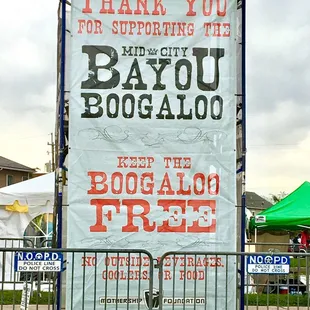 THANK YOU
FOR SUPPORTING THE
MID CITY
BAYOU
BOOGALOO
KEEP THE
BOOGALOO
FREE
NO OUTSIDE BEVERAGES,
COOLERS, OR FOOD
MOTHERSHIP FOUNDATION
N.O.P.D.
POLICE LINE
DO NOT CROSS
N.O.P.D.
POLICE LINE
DO NOT CROSS